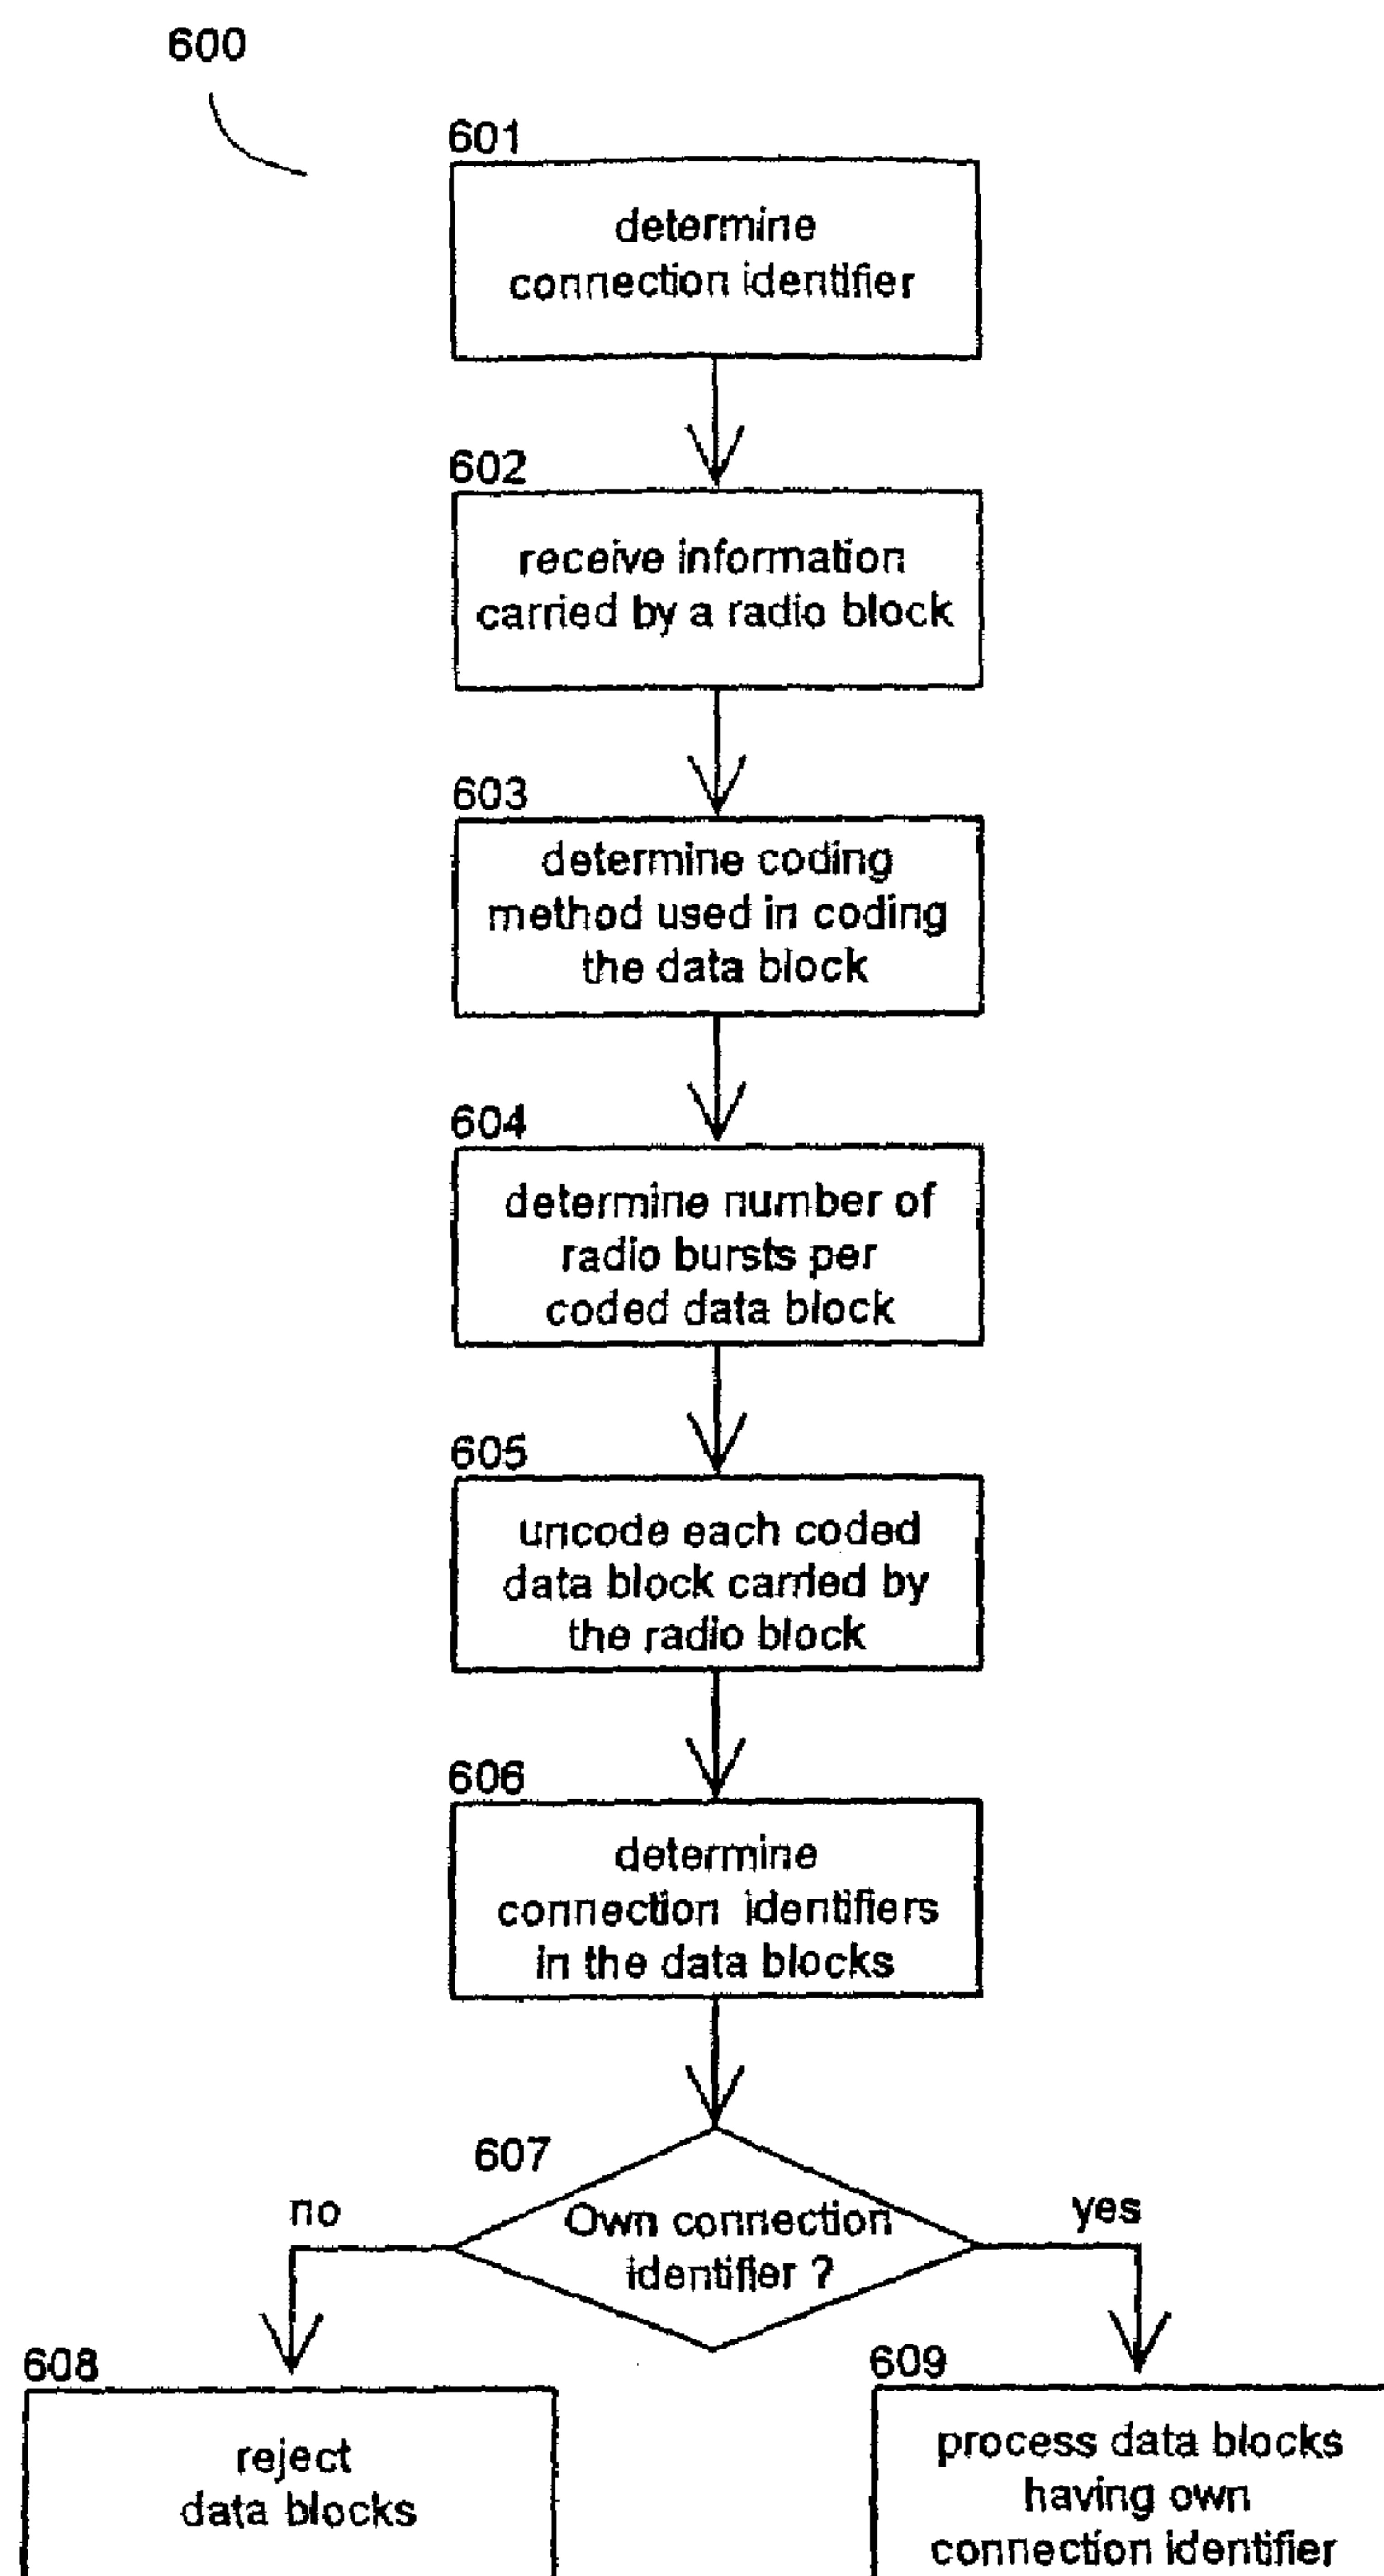 600
601
determine
connection identifier
602
receive information
carried by a radio block
603
determine coding
method used in coding
the data block
604
determine number of
radio bursts per
coded data block
605
uncode each coded
data block carried by
the radio block
606
determine
connection identifiers
in the data blocks
607
no
Own connection
identifier ?
yes
608
reject
data blocks
609
process data blocks
having own
connection identifier